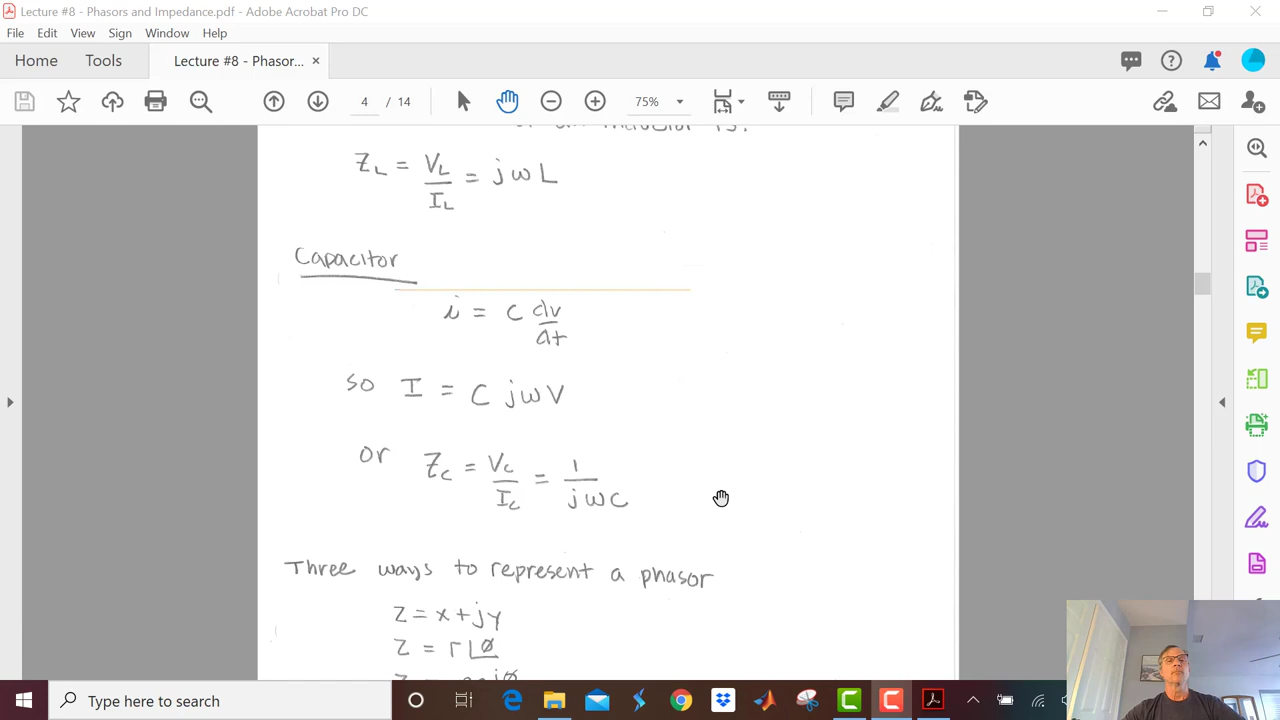 Lecture #8 - Phasors and Impedance.pdf - Adobe Acrobat Pro DC
File Edit View Sign Window Help
Home Tools Lecture #8 - Phasor... ×
4 / 14 75%
Z_L = V_L / I_L = jωL
Capacitor
i = C dv/dt
so I = C jωV
or Z_C = V_C / I_C = 1 / jωC
Three ways to represent a phasor
Z = x + jy
Z = r∠ø
Type here to search